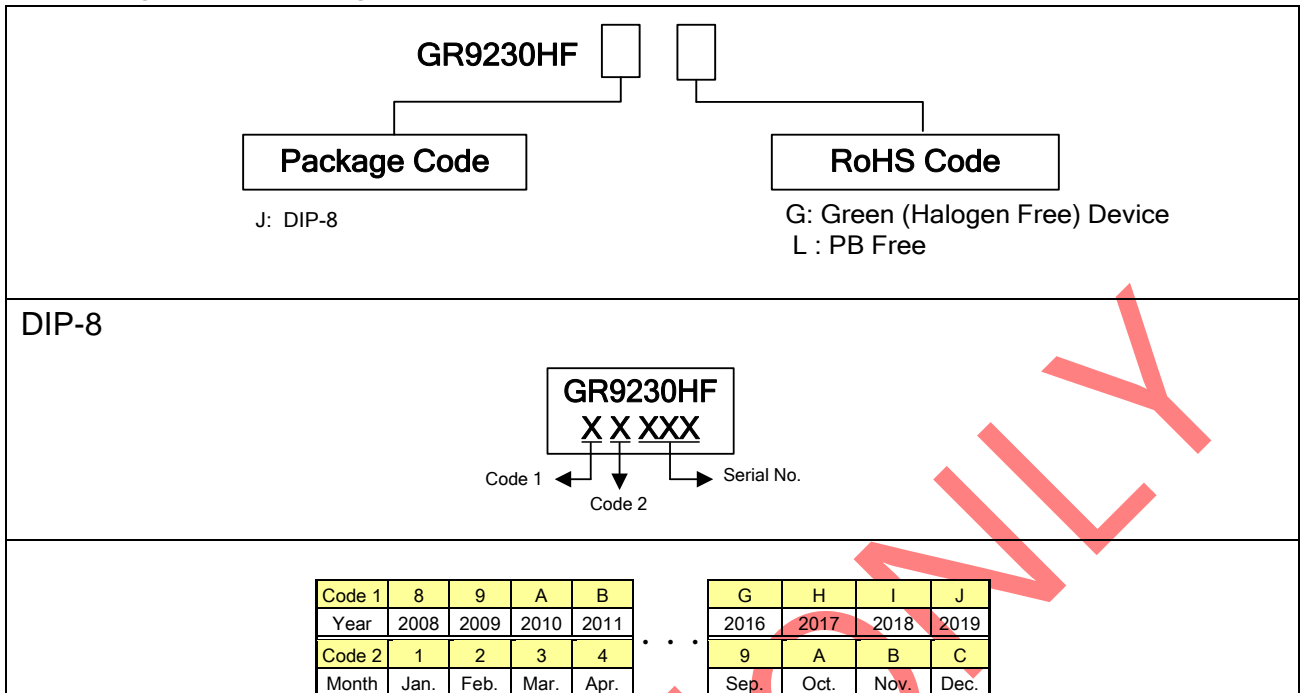 GR9230HF
Package Code
RoHS Code
J: DIP-8
G: Green (Halogen Free) Device
L : PB Free
DIP-8
GR9230HF
X X XXX
Code 1
Serial No.
Code 2
Code 1 8 9 A B G H I J
Year 2008 2009 2010 2011 . . . 2016 2017 2018 2019
Code 2 1 2 3 4 9 A B C
Month Jan. Feb. Mar. Apr. Sep. Oct. Nov. Dec.
ONLY